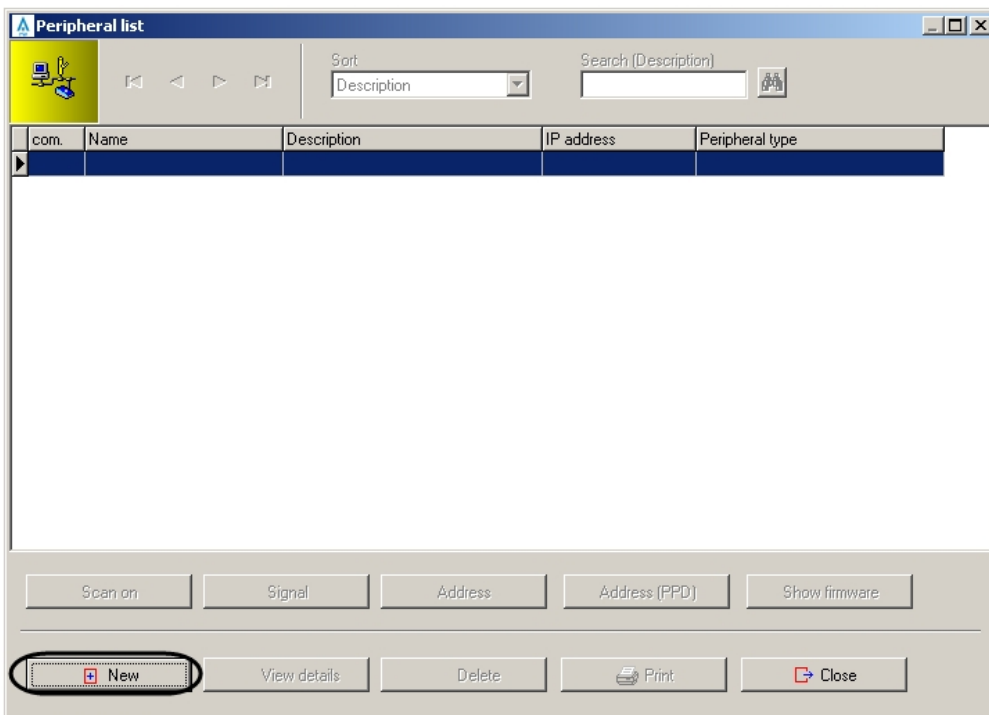 Peripheral list
Sort Search (Description)
Description
com. Name Description IP address Peripheral type
Scan on Signal Address Address (PPD) Show firmware
New View details Delete Print Close